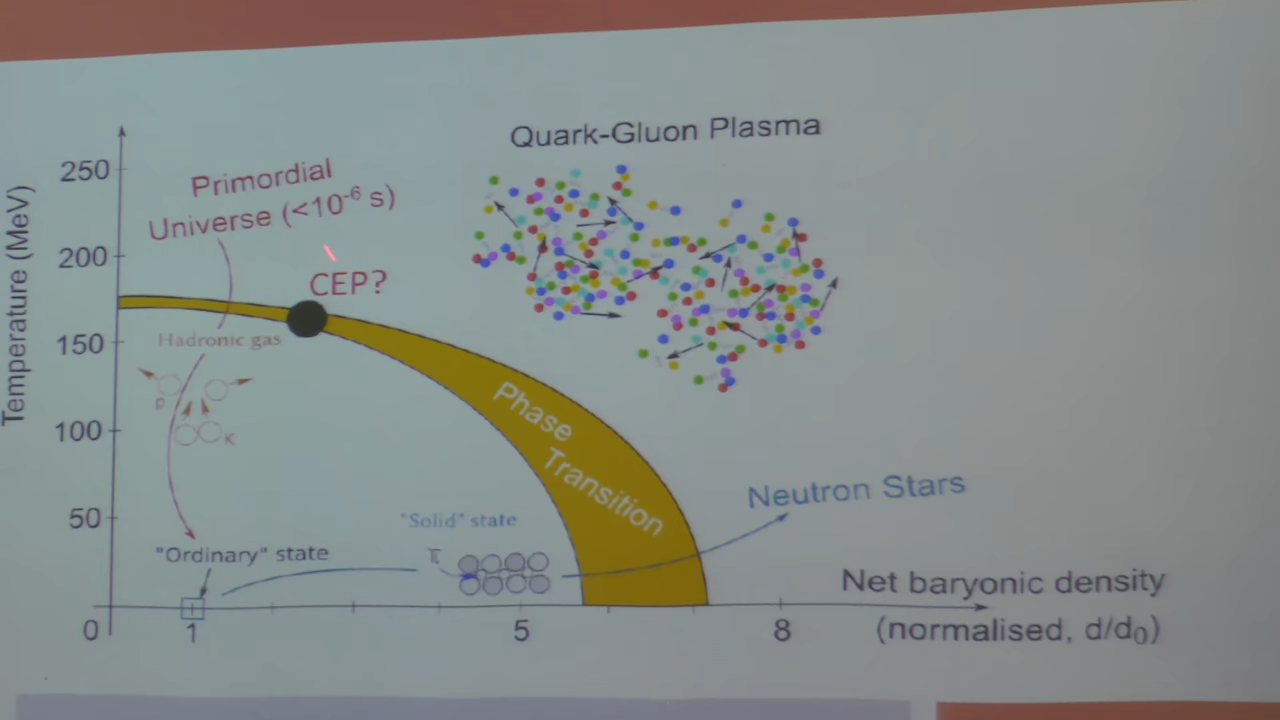 Quark-Gluon Plasma
Primordial
Universe (<10⁻⁶ s)
CEP?
Temperature (MeV)
250
200
150
100
50
0
Hadronic gas
P
K
Phase
Transition
"Solid" state
π
Neutron Stars
"Ordinary" state
Net baryonic density
(normalised, d/d₀)
1
5
8